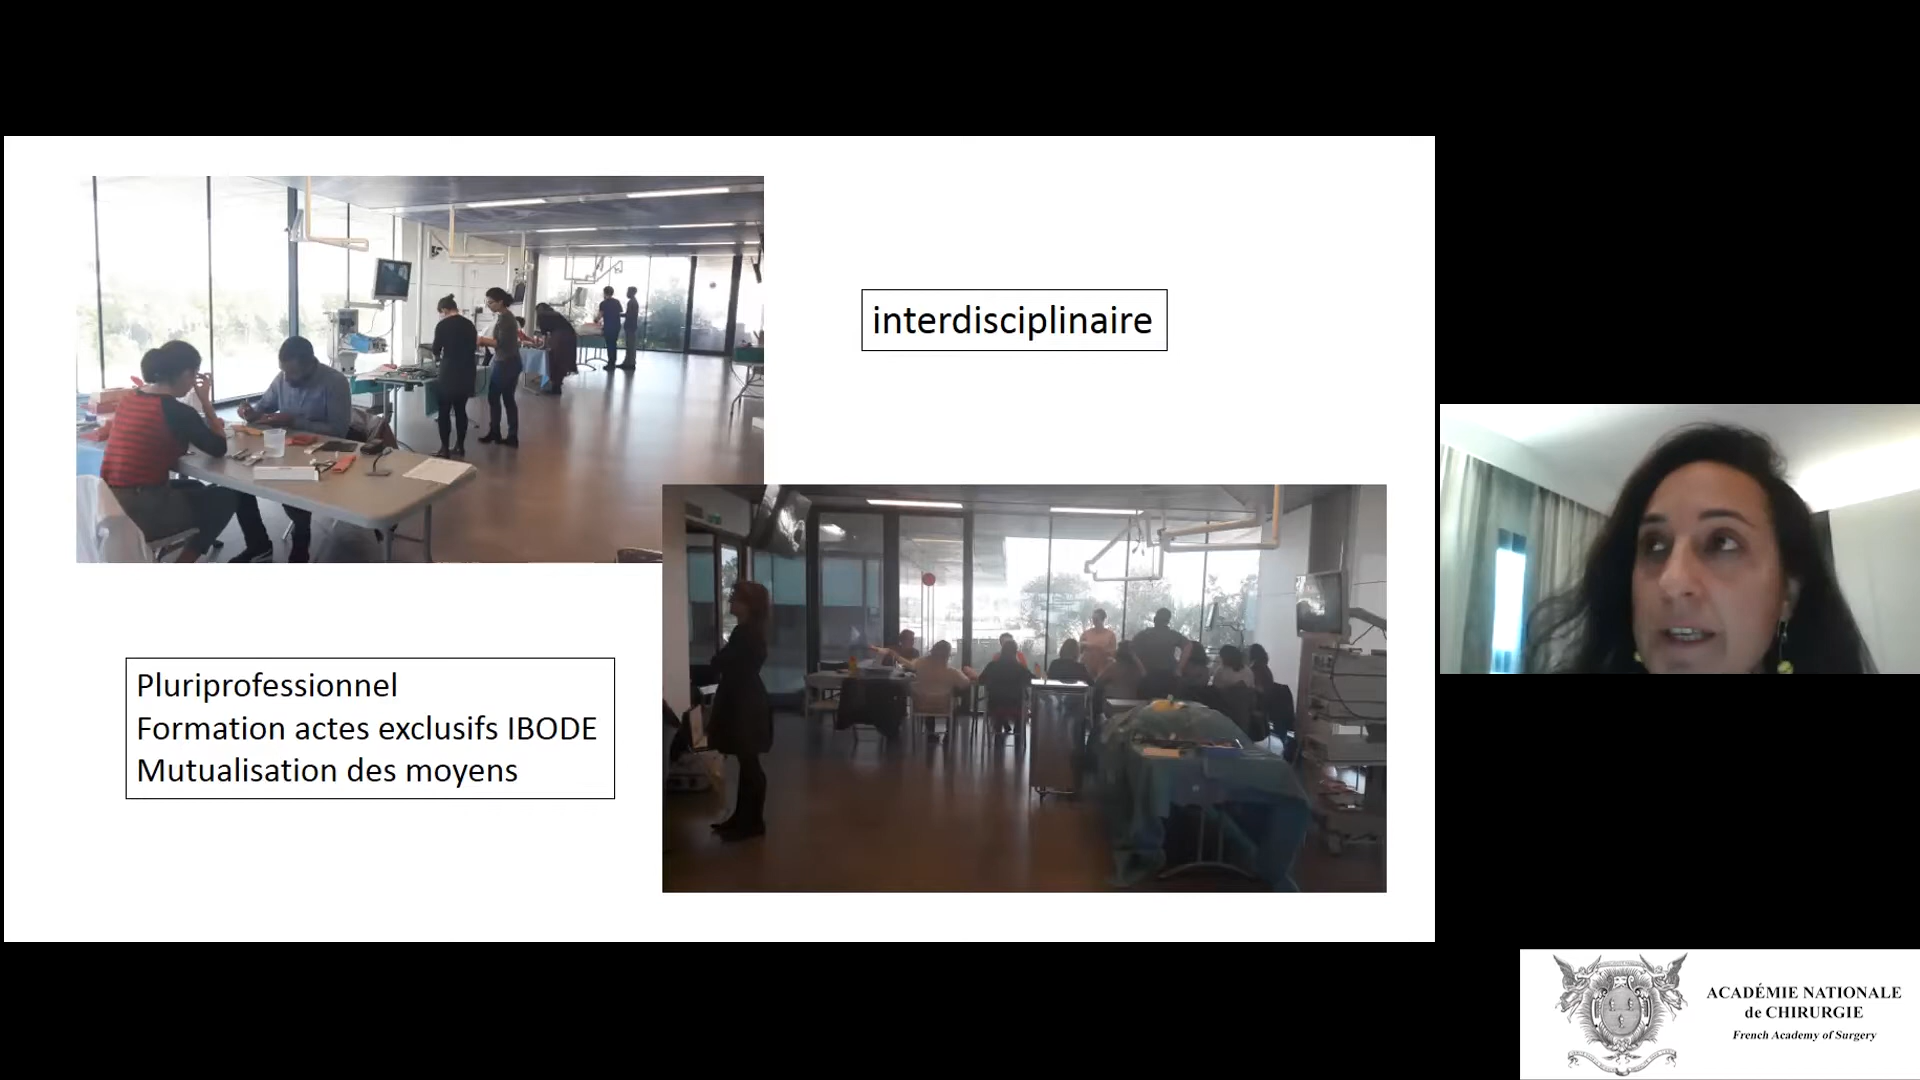 interdisciplinaire
Pluriprofessionnel
Formation actes exclusifs IBODE
Mutualisation des moyens
ACADÉMIE NATIONALE
de CHIRURGIE
French Academy of Surgery